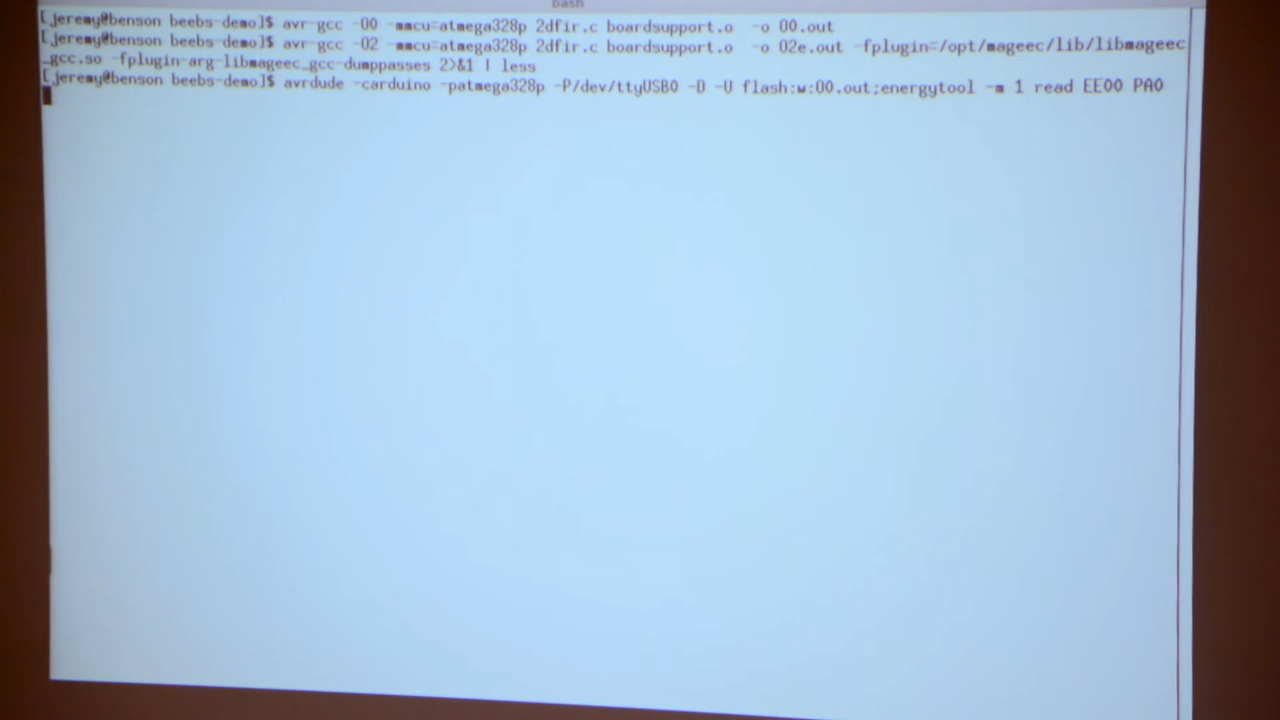 bash
[jeremy@benson beebs-demo]$ avr-gcc -O0 -mmcu=atmega328p 2dfir.c boardsupport.o  -o O0.out
[jeremy@benson beebs-demo]$ avr-gcc -O2 -mmcu=atmega328p 2dfir.c boardsupport.o  -o O2e.out -fplugin=/opt/mageec/lib/libmageec
_gcc.so -fplugin-arg-libmageec_gcc-dumppasses 2>&1 | less
[jeremy@benson beebs-demo]$ avrdude -carduino -patmega328p -P/dev/ttyUSB0 -D -U flash:w:O0.out;energytool -m 1 read EE00 PA0